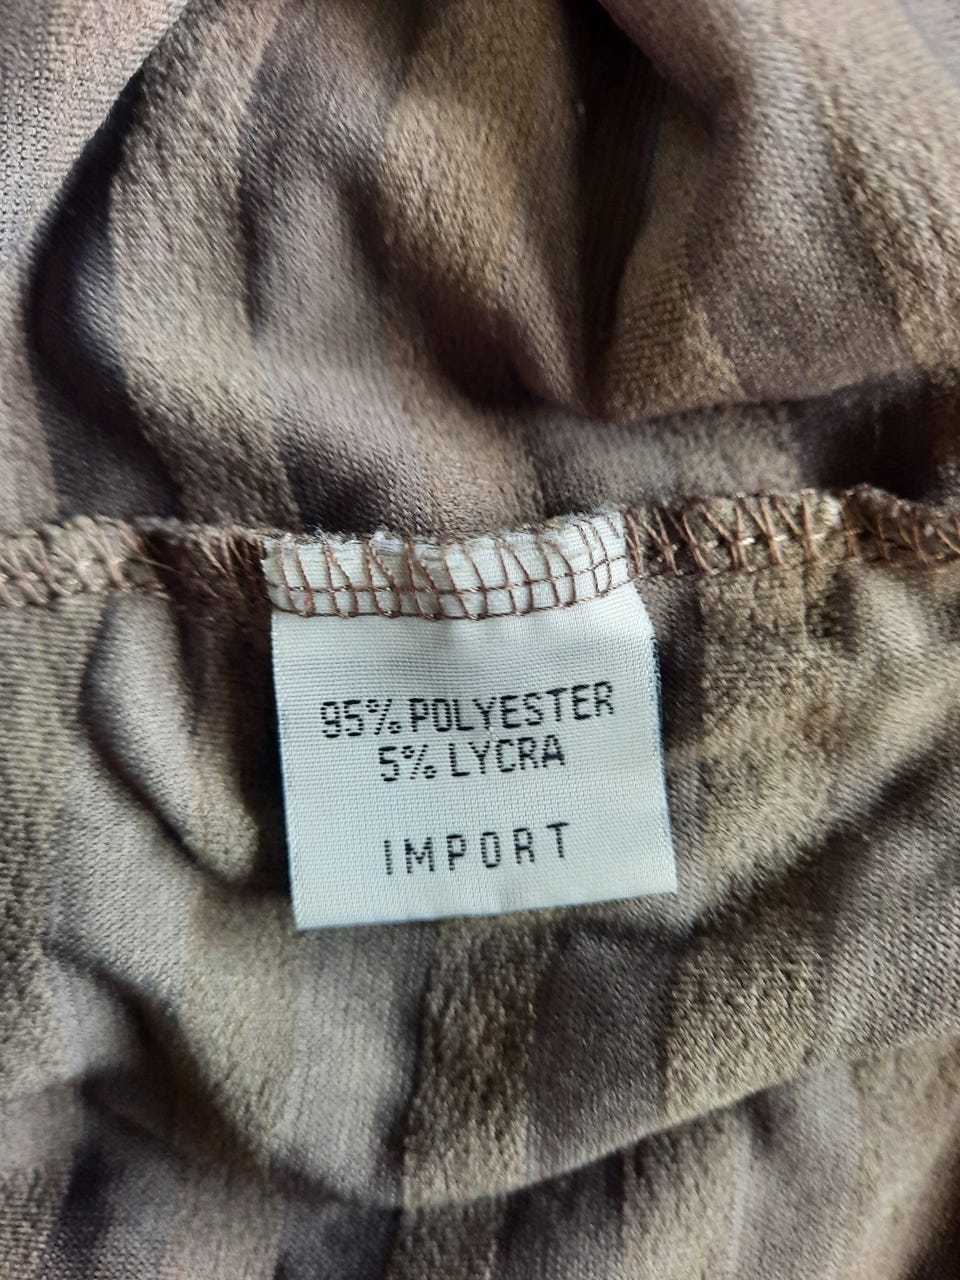 95% POLYESTER
5% LYCRA
IMPORT